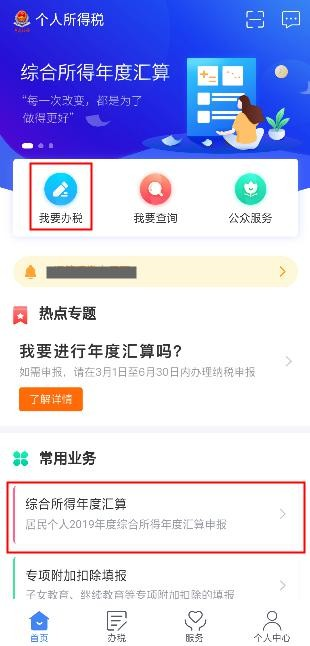 个人所得税
综合所得年度汇算
“每一次改变，都是为了
做得更好”
我要办税
我要查询
公众服务
热点专题
我要进行年度汇算吗？
如需申报，请在3月1日至6月30日内办理纳税申报
了解详情
常用业务
综合所得年度汇算
居民个人2019年度综合所得年度汇算申报
专项附加扣除填报
子女教育、继续教育等专项附加扣除的填报
首页
办税
服务
个人中心